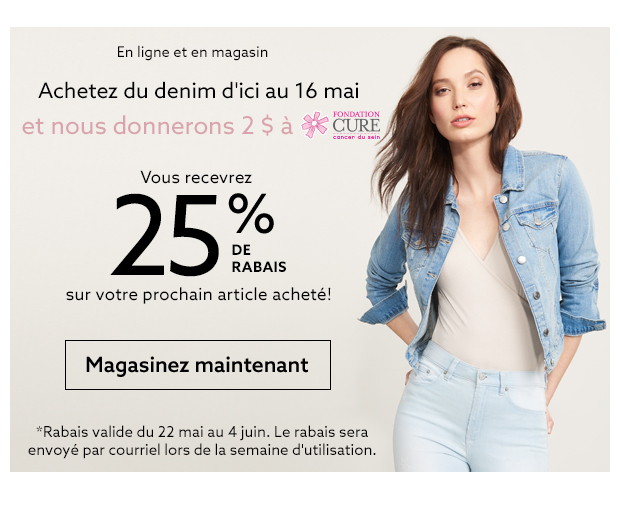 En ligne et en magasin
Achetez du denim d'ici au 16 mai
et nous donnerons 2 $ à FONDATION CURE cancer du sein
Vous recevrez
25 % DE RABAIS
sur votre prochain article acheté!
Magasinez maintenant
*Rabais valide du 22 mai au 4 juin. Le rabais sera
envoyé par courriel lors de la semaine d'utilisation.